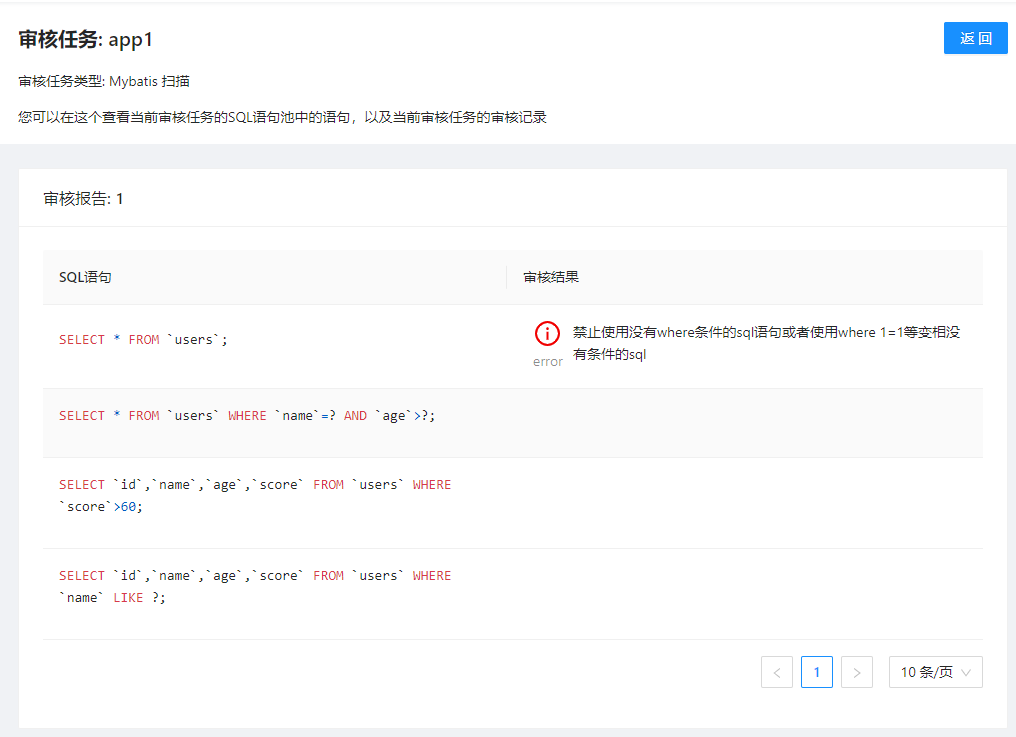 审核任务: app1
返 回
审核任务类型: Mybatis 扫描
您可以在这个查看当前审核任务的SQL语句池中的语句，以及当前审核任务的审核记录
审核报告: 1
SQL语句
审核结果
SELECT * FROM `users`;
禁止使用没有where条件的sql语句或者使用where 1=1等变相没
有条件的sql
error
SELECT * FROM `users` WHERE `name`=? AND `age`>?;
SELECT `id`,`name`,`age`,`score` FROM `users` WHERE
`score`>60;
SELECT `id`,`name`,`age`,`score` FROM `users` WHERE
`name` LIKE ?;
< 1 > 10 条/页